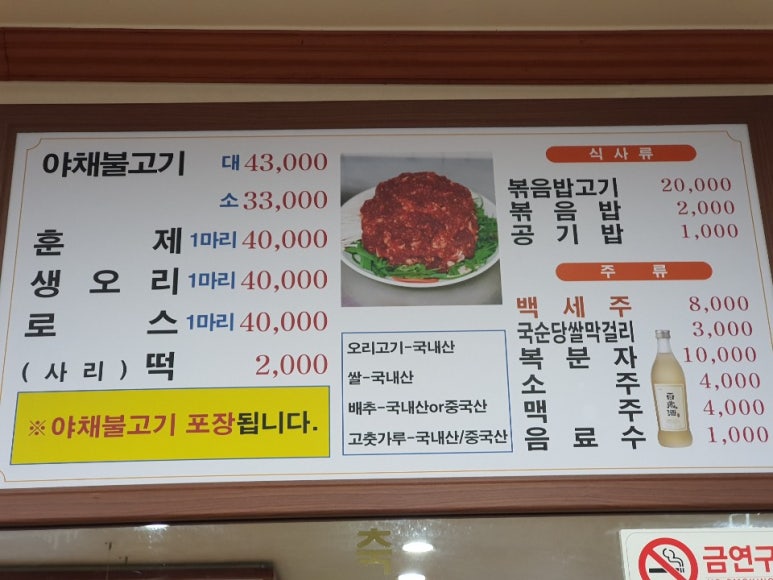 야채불고기 대 43,000
소 33,000
훈제 1마리 40,000
생오리 1마리 40,000
로스 1마리 40,000
(사리) 떡 2,000
※야채불고기 포장됩니다.
오리고기-국내산
쌀-국내산
배추-국내산or중국산
고춧가루-국내산/중국산
식사류
볶음밥고기 20,000
볶음밥 2,000
공기밥 1,000
주류
백세주 8,000
국순당쌀막걸리 3,000
복분자 10,000
소주 4,000
맥주 4,000
음료수 1,000
축
금연구